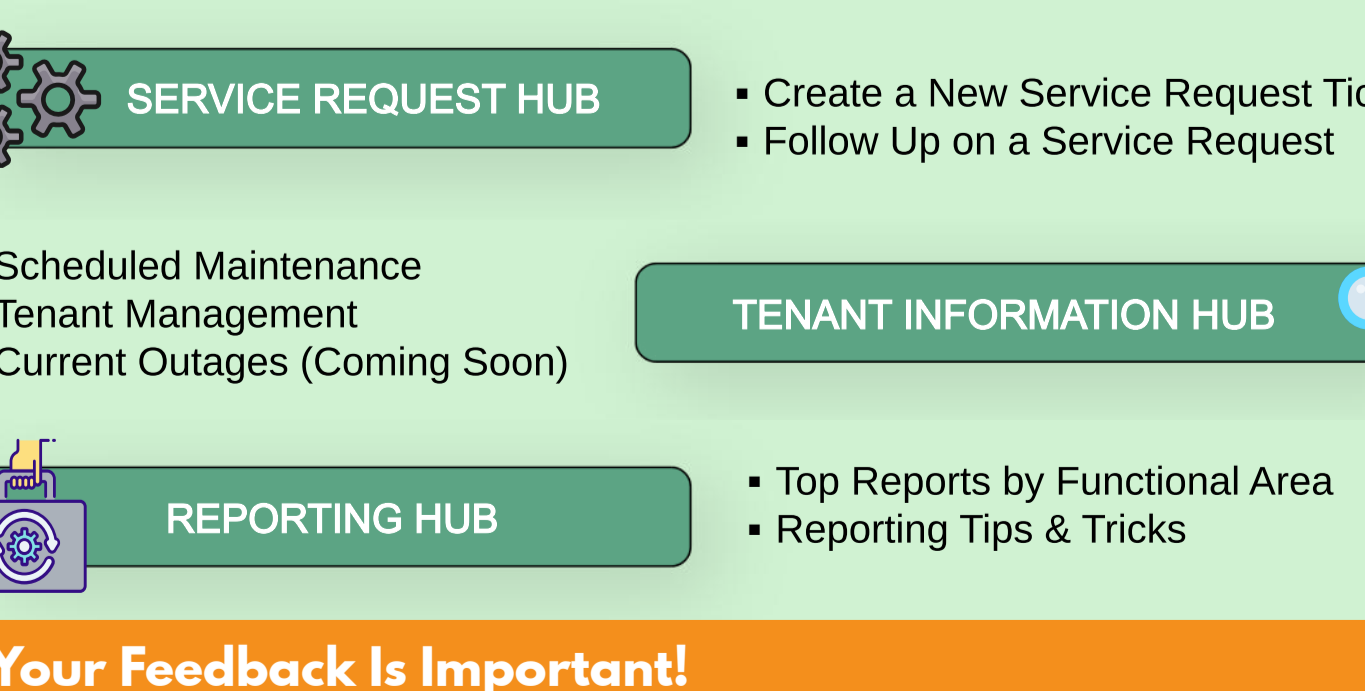 SERVICE REQUEST HUB
▪ Create a New Service Request
▪ Follow Up on a Service Request
Scheduled Maintenance
Tenant Management
Current Outages (Coming Soon)
TENANT INFORMATION HUB
REPORTING HUB
▪ Top Reports by Functional Area
▪ Reporting Tips & Tricks
Your Feedback Is Important!